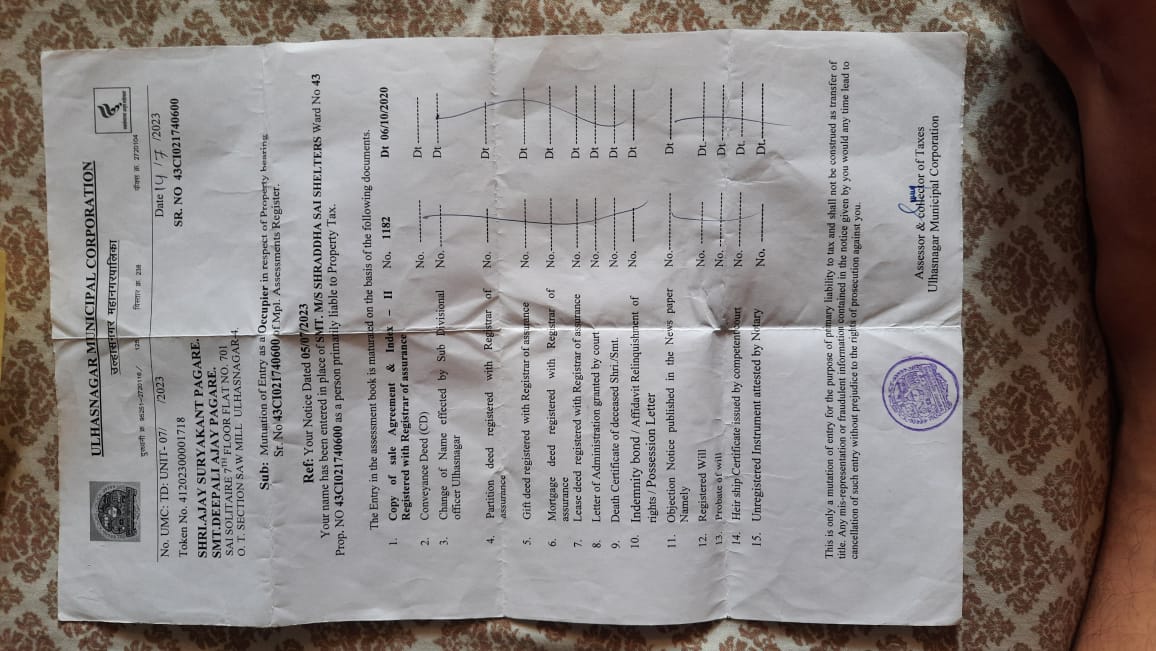 ULHASNAGAR MUNICIPAL CORPORATION
उल्हासनगर महानगरपालिका
No. UMC: TD: UNIT- 07/ /2023 Date 14/7 /2023
Token No. 41202300001718 SR. NO 43CI021740600
SHRI.AJAY SURYAKANT PAGARE.
SMT.DEEPALI AJAY PAGARE.
SAI SOLITAIRE 7TH FLOOR FLAT NO. 701
O. T. SECTION SAW MILL ULHASNAGAR-4.
Sub: Mutuation of Entry as a Occupier in respect of Property bearing
Sr. No 43CI021740600 of Mpl. Assessments Register.
Ref: Your Notice Dated 05/07/2023
Your name has been entered in place of SMT. M/S SHRADDHA SAI SHELTERS Ward No 43
Prop. NO 43CI021740600 as a person primarily liable to Property Tax.
The Entry in the assessment book is maturated on the basis of the following documents.
1. Copy of sale Agreement & Index – II No. 1182 Dt 06/10/2020
Registered with Registrar of assurance
2. Conveyance Deed (CD) No. ---------- Dt ----------
3. Change of Name effected by Sub Divisional No. ---------- Dt ----------
officer Ulhasnagar
4. Partition deed registered with Registrar of No. ---------- Dt ----------
assurance
5. Gift deed registered with Registrar of assurance No. ---------- Dt ----------
6. Mortgage deed registered with Registrar of No. ---------- Dt ----------
assurance
7. Lease deed registered with Registrar of assurance No. ---------- Dt ----------
8. Letter of Administration granted by court No. ---------- Dt ----------
9. Death Certificate of deceased Shri./Smt. No. ---------- Dt ----------
10. Indemnity bond / Affidavit Relinquishment of No. ---------- Dt ----------
rights / Possession Letter
11. Objection Notice published in the News paper No. ---------- Dt ----------
Namely
12. Registered Will No. ---------- Dt ----------
13. Probate of will No. ---------- Dt ----------
14. Heir ship/Certificate issued by competent court No. ---------- Dt. ----------
15. Unregistered Instrument attested by Notary No. ---------- Dt. ----------
This is only a mutation of entry for the purpose of primary liability to tax and shall not be construed as transfer of
title. Any mis-representation or fraudulent information contained in the notice given by you would any time lead to
cancellation of such entry without prejudice to the rights of prosecution against you.
Assessor & collector of Taxes
Ulhasnagar Municipal Corporation